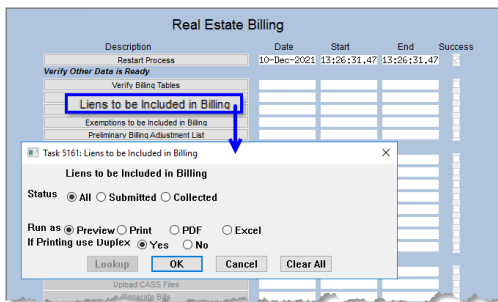 Real Estate Billing
Description Date Start End Success
Restart Process 10-Dec-2021 13:26:31.47 13:26:31.47
Verify Other Data is Ready
Verify Billing Tables
Liens to be Included in Billing
Exemptions to be Included in Billing
Preliminary Billing Adjustment List
Task 5161: Liens to be Included in Billing
Liens to be Included in Billing
Status All Submitted Collected
Run as Preview Print PDF Excel
If Printing use Duplex Yes No
Lookup OK Cancel Clear All
Upload CASS Files
Generate Bills